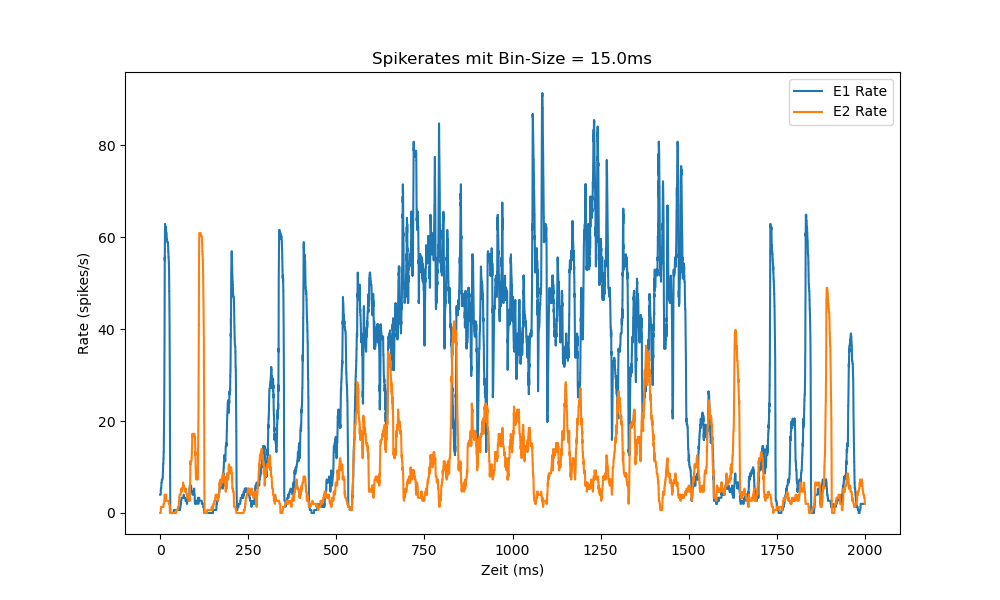 Spikerates mit Bin-Size = 15.0ms
E1 Rate
E2 Rate
Rate (spikes/s)
80
60
40
20
0
0 250 500 750 1000 1250 1500 1750 2000
Zeit (ms)